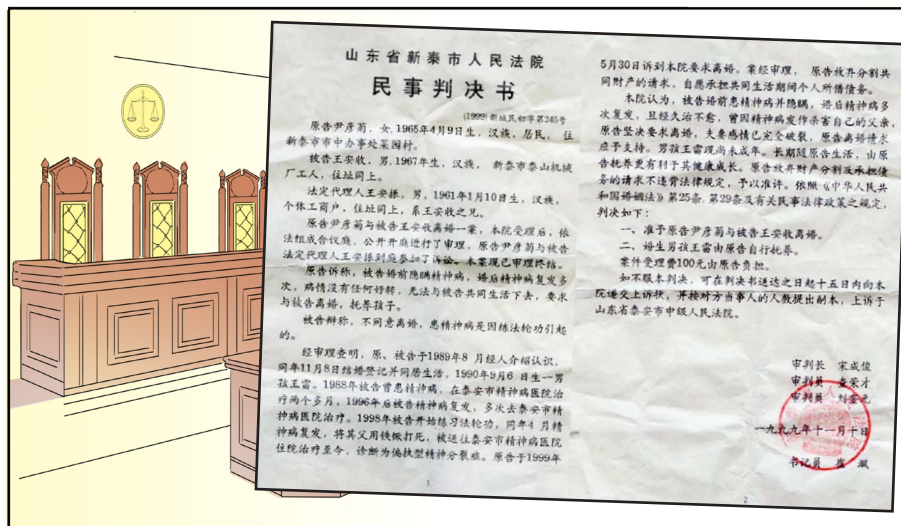 山东省新泰市人民法院
民事判决书
(1999)新城民初字第245号
原告尹彦菊，女，1965年4月9日生，汉族，居民，住
新泰市市中办事处菜园村。
被告王安收，男，1967年生，汉族，新泰市泰山机械
厂工人，住址同上。
法定代理人王安振，男，1961年1月10日生，汉族，
个体工商户，住址同上，系王安收之兄。
原告尹彦菊与被告王安收离婚一案，本院受理后，依
法组成合议庭，公开开庭进行了审理，原告尹彦菊与被告
法定代理人王安振到庭参加了诉讼。本案现已审理终结。
原告诉称，被告婚前隐瞒精神病，婚后精神病复发多
次，病情没有任何好转，无法与被告共同生活下去，要求
与被告离婚，抚养孩子。
被告辩称，不同意离婚，患精神病是因练法轮功引起
的。
经审理查明，原、被告于1989年8月经人介绍认识，
同年11月8日结婚登记并同居生活，1990年9月6日生一男
孩王雷。1988年被告曾患精神病，在泰安市精神病医院治
疗两个多月，1996年后被告精神病复发，多次去泰安市精
神病医院治疗。1998年被告开始练习法轮功，同年4月精
神病复发，将其父用铁锨打死，被送往泰安市精神病医院
住院治疗至今，诊断为偏执型精神分裂症。原告于1999年
1
5月30日诉到本院要求离婚。案经审理，原告放弃分割共
同财产的请求，自愿承担共同生活期间个人所借债务。
本院认为，被告婚前患精神病并隐瞒，婚后精神病多
次复发，且经久治不愈，曾因精神病发作杀害自己的父亲，
原告坚决要求离婚，夫妻感情已完全破裂，原告离婚请求
应予支持。男孩王雷现尚未成年。长期随原告生活，由原
告抚养更有利于其健康成长。原告放弃财产分割及承担债
务的请求不违背法律规定，予以准许。依照《中华人民共
和国婚姻法》第25条、第29条及有关民事法律政策之规定，
判决如下：
一、准予原告尹彦菊与被告王安收离婚。
二、婚生男孩王雷由原告自行抚养。
案件受理费100元由原告负担。
如不服本判决，可在判决书送达之日起十五日内向本
院递交上诉状，并按对方当事人的人数提出副本，上诉于
山东省泰安市中级人民法院。
审判长 宋成俊
审判员 荣才
审判员 刘元
一九九九年十一月十日
书记员
2